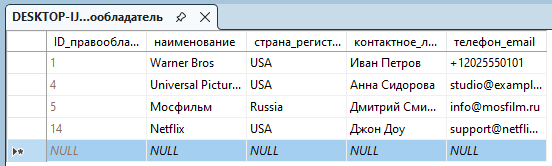 DESKTOP-IJ...ообладатель
ID_правообла... наименование страна_регист... контактное_л... телефон_email
1 Warner Bros USA Иван Петров +12025550101
4 Universal Pictur... USA Анна Сидорова studio@exampl...
5 Мосфильм Russia Дмитрий Сми... info@mosfilm.ru
14 Netflix USA Джон Доу support@netfli...
NULL NULL NULL NULL NULL